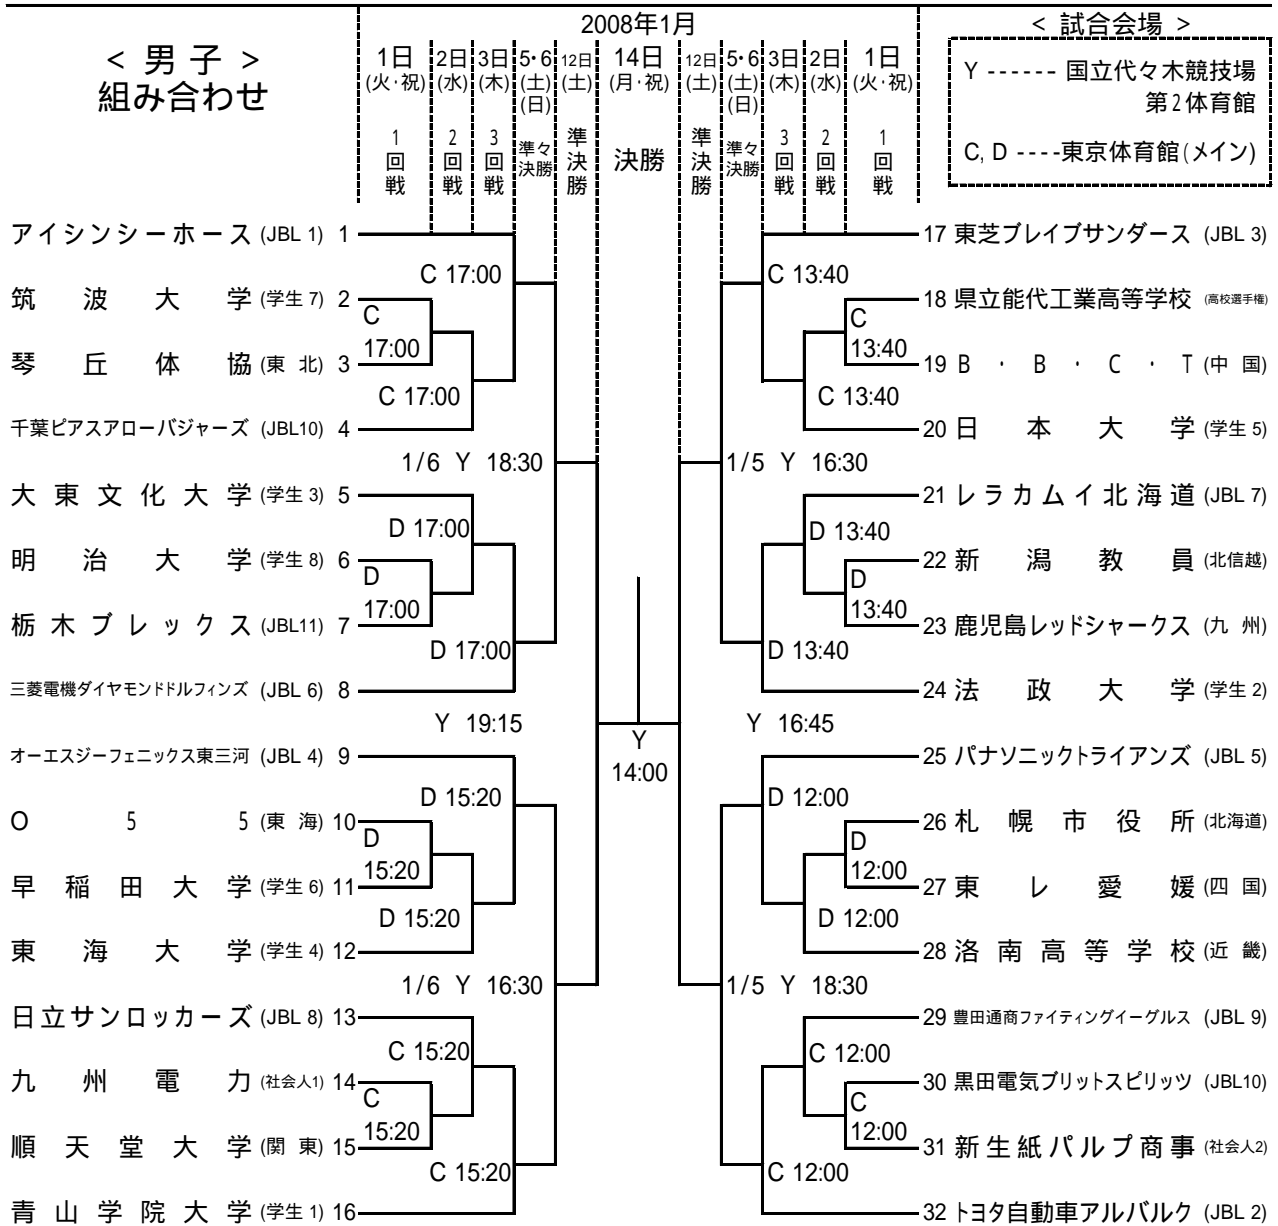 2008年1月
< 男 子 >
組み合わせ
1日 2日 3日 5・6 12日 14日 12日 5・6 3日 2日 1日
(火・祝) (水) (木) (土) (土) (月・祝) (土) (土) (木) (水) (火・祝)
(日) (日)
1回戦 2回戦 3回戦 準々決勝 準決勝 決勝 準決勝 準々決勝 3回戦 2回戦 1回戦
< 試合会場 >
Y ------ 国立代々木競技場
第2体育館
C, D ----東京体育館(メイン)
アイシンシーホース (JBL 1) 1
C 17:00
筑波大学 (学生 7) 2
C
17:00
琴丘体協 (東 北) 3
C 17:00
千葉ピアスアローバジャーズ (JBL10) 4
1/6 Y 18:30
大東文化大学 (学生 3) 5
D 17:00
明治大学 (学生 8) 6
D
17:00
栃木ブレックス (JBL11) 7
D 17:00
三菱電機ダイヤモンドドルフィンズ (JBL 6) 8
Y 19:15
オーエスジーフェニックス東三河 (JBL 4) 9
D 15:20
O 5 5 (東 海) 10
D
15:20
早稲田大学 (学生 6) 11
D 15:20
東海大学 (学生 4) 12
1/6 Y 16:30
日立サンロッカーズ (JBL 8) 13
C 15:20
九州電力 (社会人1) 14
C
15:20
順天堂大学 (関 東) 15
C 15:20
青山学院大学 (学生 1) 16
Y
14:00
17 東芝ブレイブサンダース (JBL 3)
C 13:40
18 県立能代工業高等学校 (高校選手権)
C
13:40
19 B・B・C・T (中 国)
C 13:40
20 日本大学 (学生 5)
1/5 Y 16:30
21 レラカムイ北海道 (JBL 7)
D 13:40
22 新潟教員 (北信越)
D
13:40
23 鹿児島レッドシャークス (九 州)
D 13:40
24 法政大学 (学生 2)
Y 16:45
25 パナソニックトライアンズ (JBL 5)
D 12:00
26 札幌市役所 (北海道)
D
12:00
27 東レ愛媛 (四 国)
D 12:00
28 洛南高等学校 (近 畿)
1/5 Y 18:30
29 豊田通商ファイティングイーグルス (JBL 9)
C 12:00
30 黒田電気ブリットスピリッツ (JBL10)
C
12:00
31 新生紙パルプ商事 (社会人2)
C 12:00
32 トヨタ自動車アルバルク (JBL 2)